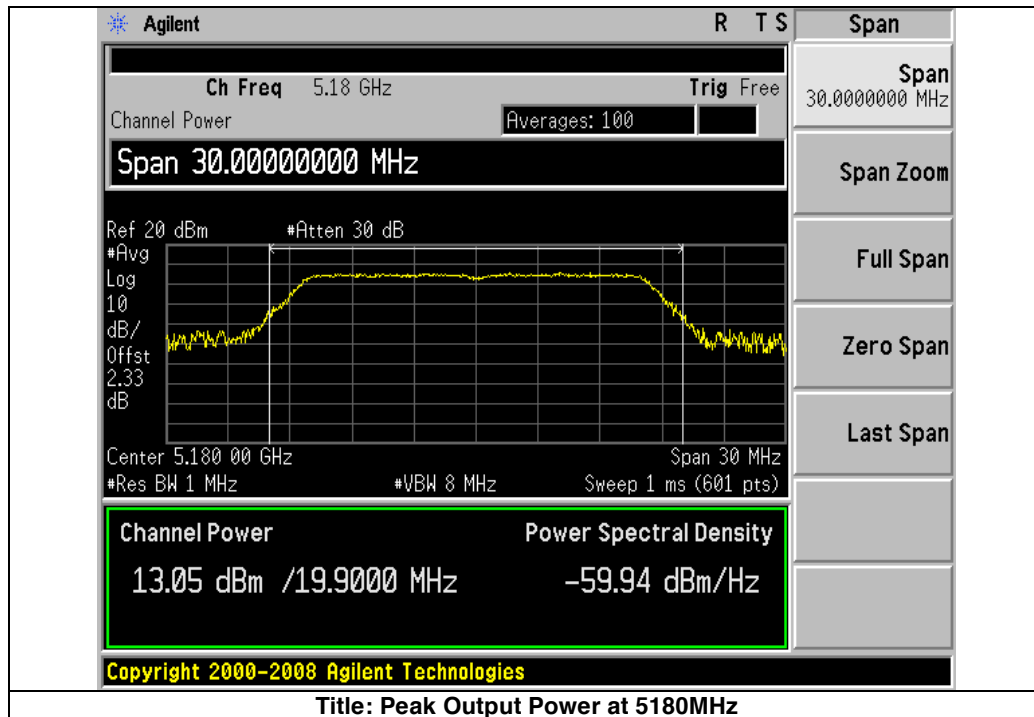 Agilent R T S Span
Ch Freq 5.18 GHz Trig Free
Channel Power Averages: 100
Span 30.00000000 MHz
Ref 20 dBm #Atten 30 dB
#Avg
Log
10
dB/
Offst
2.33
dB
Center 5.180 00 GHz Span 30 MHz
#Res BW 1 MHz #VBW 8 MHz Sweep 1 ms (601 pts)
Channel Power Power Spectral Density
13.05 dBm /19.9000 MHz -59.94 dBm/Hz
Copyright 2000-2008 Agilent Technologies
Span
30.0000000 MHz
Span Zoom
Full Span
Zero Span
Last Span
Title: Peak Output Power at 5180MHz